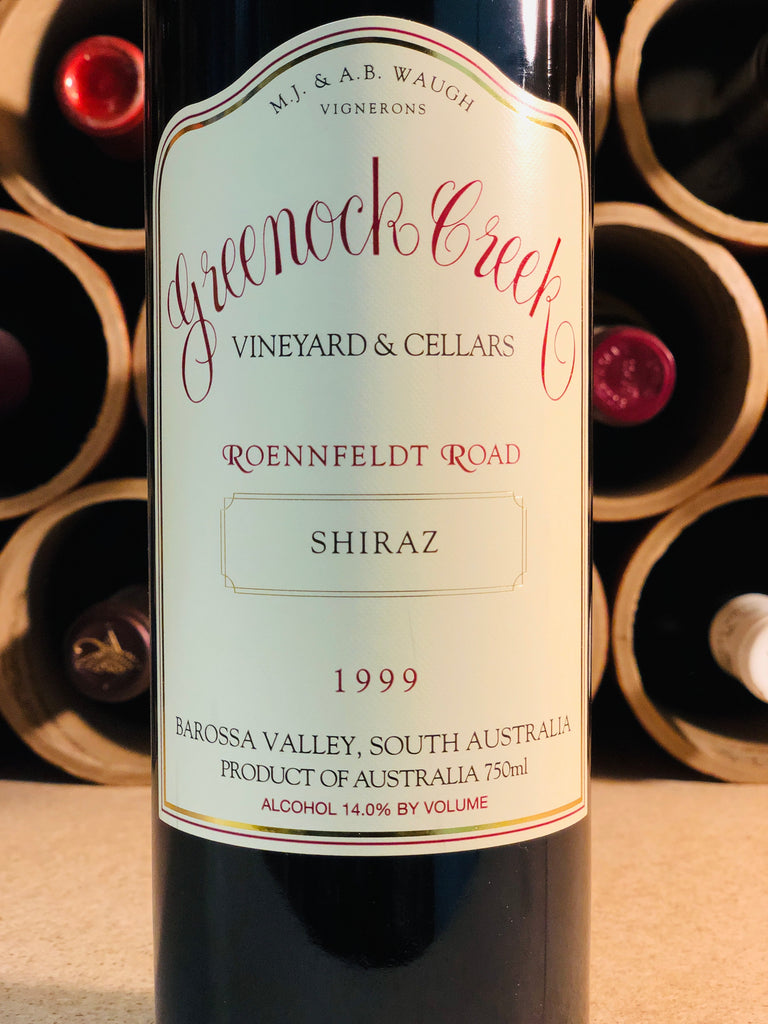 M.J. & A.B. WAUGH
VIGNERONS
Greenock Creek
VINEYARD & CELLARS
ROENNFELDT ROAD
SHIRAZ
1999
BAROSSA VALLEY, SOUTH AUSTRALIA
PRODUCT OF AUSTRALIA 750ml
ALCOHOL 14.0% BY VOLUME